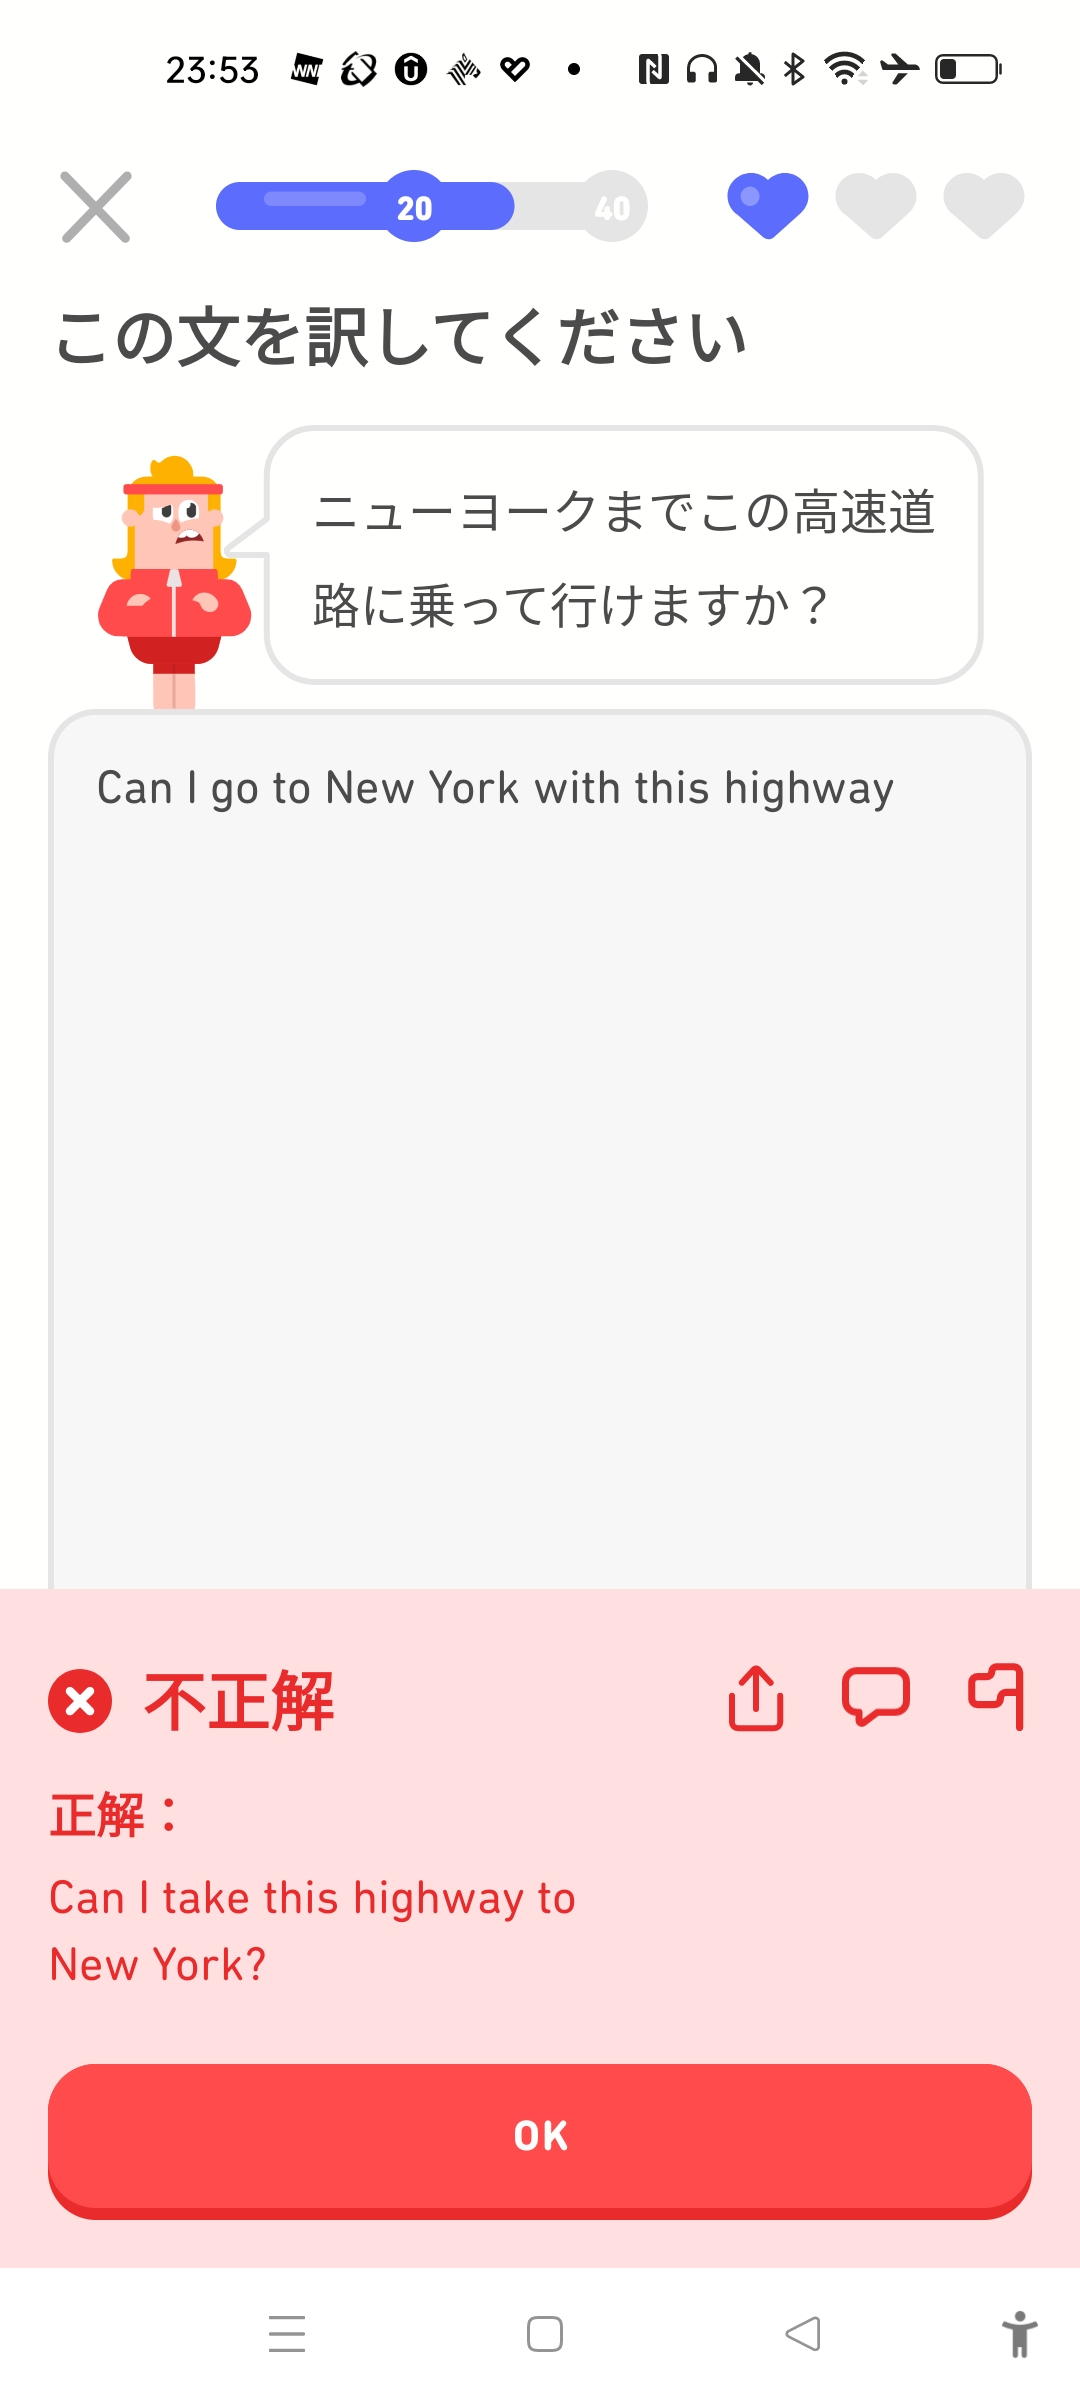 23:53
20
40
この文を訳してください
ニューヨークまでこの高速道
路に乗って行けますか？
Can I go to New York with this highway
不正解
正解：
Can I take this highway to
New York?
OK